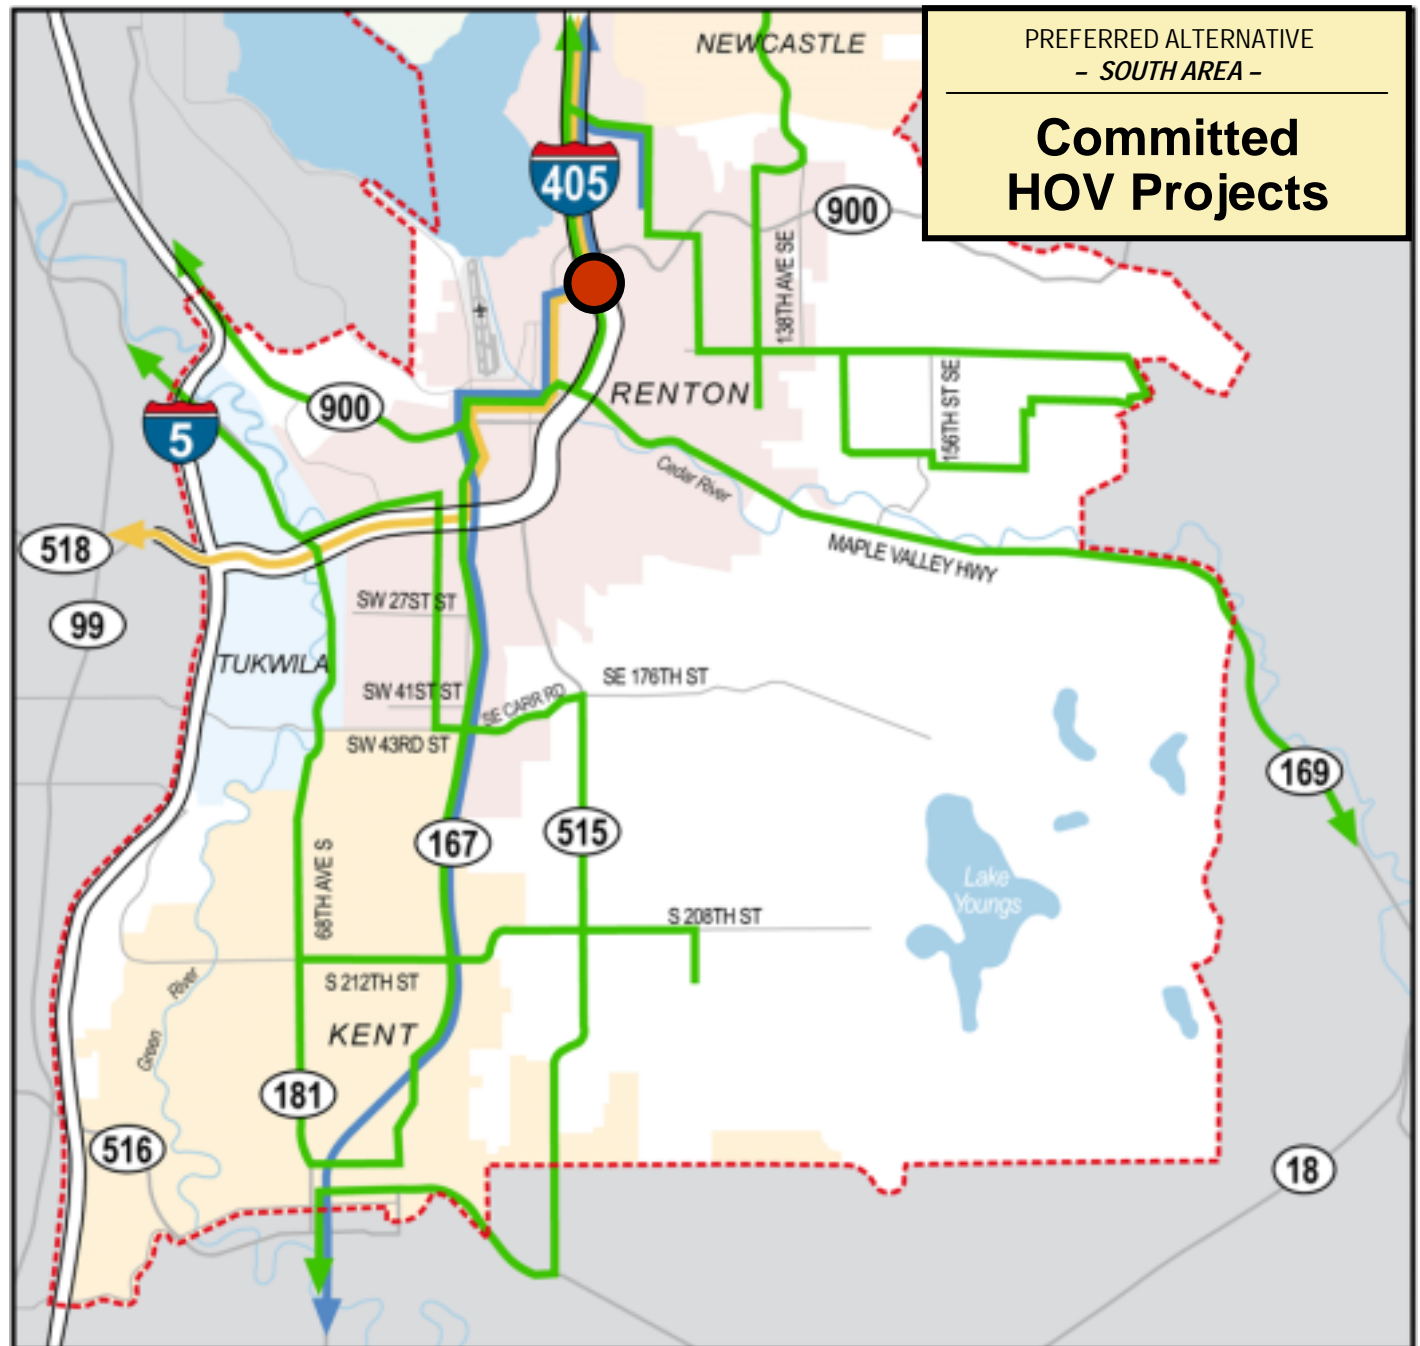 PREFERRED ALTERNATIVE
– SOUTH AREA –
Committed
HOV Projects
NEWCASTLE
405
900
138TH AVE SE
RENTON
900
5
156TH ST SE
Cedar River
518
MAPLE VALLEY HWY
99
SW 27ST ST
TUKWILA
SW 41ST ST
SE CARR RD
SE 176TH ST
SW 43RD ST
169
167
515
68TH AVE S
Lake
Youngs
S 208TH ST
S 212TH ST
Green River
KENT
181
516
18